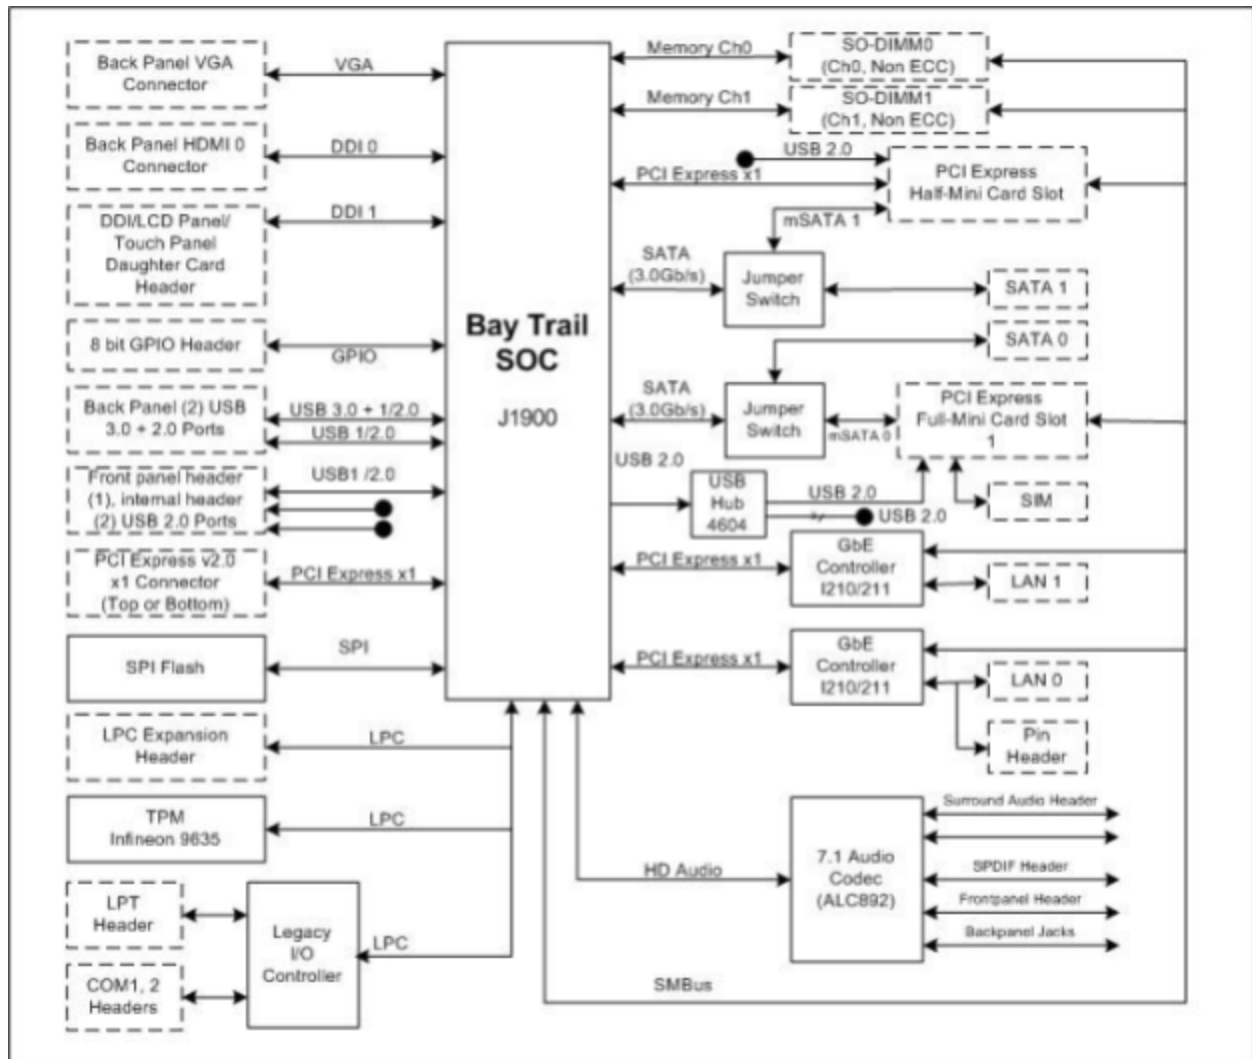 Back Panel VGA
Connector
VGA
Back Panel HDMI 0
Connector
DDI 0
DDI/LCD Panel/
Touch Panel
Daughter Card
Header
DDI 1
8 bit GPIO Header
GPIO
Back Panel (2) USB
3.0 + 2.0 Ports
USB 3.0 + 1/2.0
USB 1/2.0
Front panel header
(1), internal header
(2) USB 2.0 Ports
USB1 /2.0
PCI Express v2.0
x1 Connector
(Top or Bottom)
PCI Express x1
SPI Flash
SPI
LPC Expansion
Header
LPC
TPM
Infineon 9635
LPC
LPT
Header
COM1, 2
Headers
Legacy
I/O
Controller
LPC
Bay Trail
SOC
J1900
Memory Ch0
SO-DIMM0
(Ch0, Non ECC)
Memory Ch1
SO-DIMM1
(Ch1, Non ECC)
USB 2.0
PCI Express x1
PCI Express
Half-Mini Card Slot
mSATA 1
SATA
(3.0Gb/s)
Jumper
Switch
SATA 1
SATA 0
SATA
(3.0Gb/s)
Jumper
Switch
mSATA 0
PCI Express
Full-Mini Card Slot
1
USB 2.0
USB
Hub
4604
USB 2.0
USB 2.0
SIM
PCI Express x1
GbE
Controller
I210/211
LAN 1
PCI Express x1
GbE
Controller
I210/211
LAN 0
Pin
Header
HD Audio
7.1 Audio
Codec
(ALC892)
Surround Audio Header
SPDIF Header
Frontpanel Header
Backpanel Jacks
SMBus